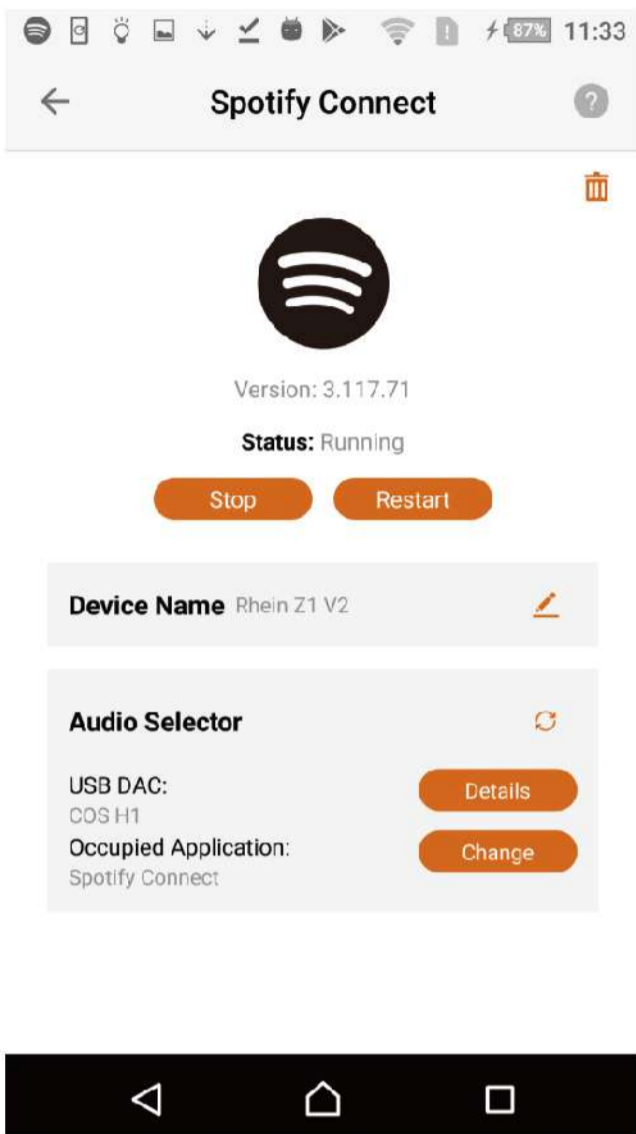 87% 11:33
Spotify Connect
?
Version: 3.117.71
Status: Running
Stop Restart
Device Name Rhein Z1 V2
Audio Selector
USB DAC:
COS H1
Details
Occupied Application:
Spotify Connect
Change